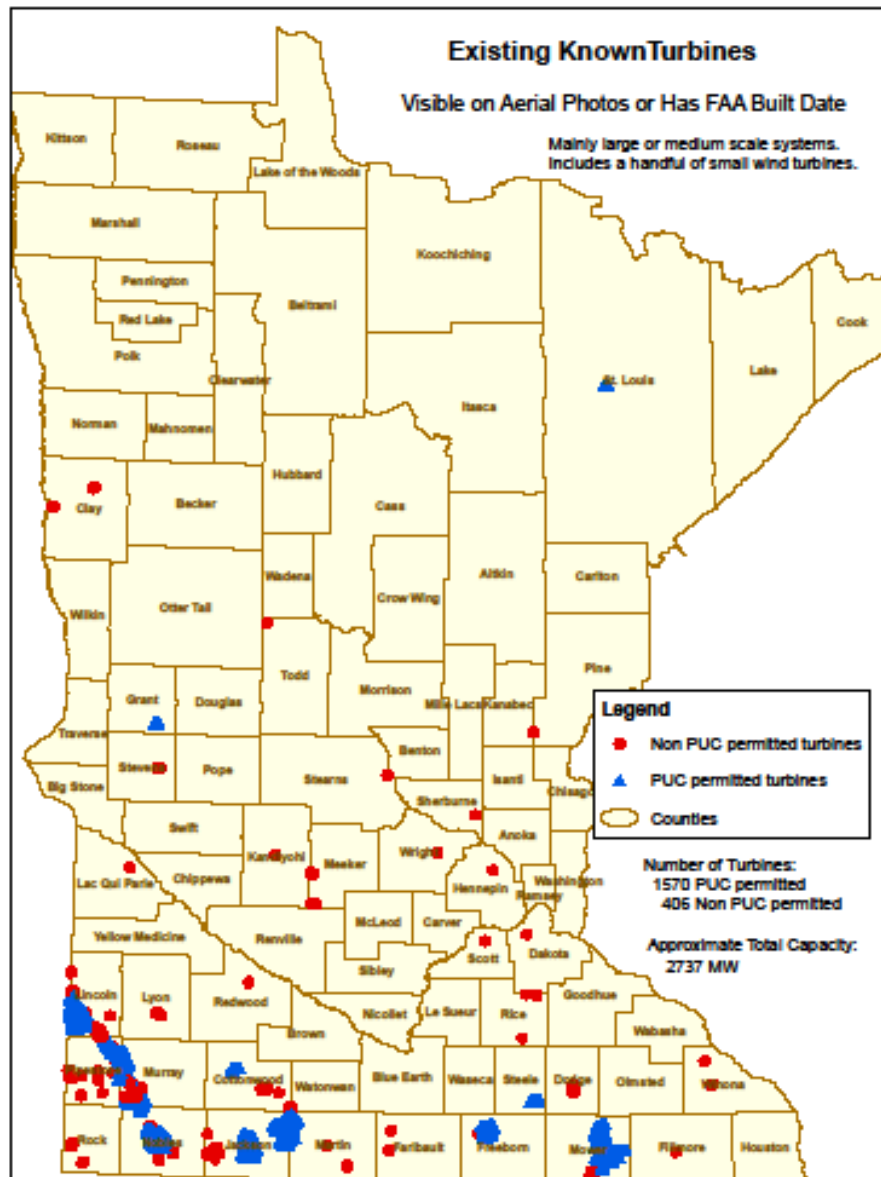 Existing KnownTurbines
Visible on Aerial Photos or Has FAA Built Date
Mainly large or medium scale systems.
Includes a handful of small wind turbines.
Kittson
Roseau
Lake of the Woods
Marshall
Koochiching
Pennington
Beltrami
Red Lake
Cook
Polk
Lake
Clearwater
St. Louis
Itasca
Norman
Mahnomen
Hubbard
Cass
Clay
Becker
Aitkin
Carlton
Wadena
Crow Wing
Otter Tail
Wilkin
Pine
Todd
Morrison
Grant
Douglas
Mille Lacs
Kanabec
Traverse
Benton
Stevens
Pope
Big Stone
Stearns
Isanti
Chisago
Sherburne
Swift
Anoka
Kandiyohi
Meeker
Wright
Lac Qui Parle
Chippewa
Hennepin
Washington
Ramsey
McLeod
Carver
Yellow Medicine
Renville
Scott
Dakota
Sibley
Lincoln
Lyon
Redwood
Nicollet
Le Sueur
Rice
Goodhue
Brown
Wabasha
Murray
Cottonwood
Watonwan
Blue Earth
Waseca
Steele
Dodge
Olmsted
Winona
Rock
Nobles
Jackson
Martin
Faribault
Freeborn
Mower
Fillmore
Houston
Legend
Non PUC permitted turbines
PUC permitted turbines
Counties
Number of Turbines:
1570 PUC permitted
406 Non PUC permitted
Approximate Total Capacity:
2737 MW